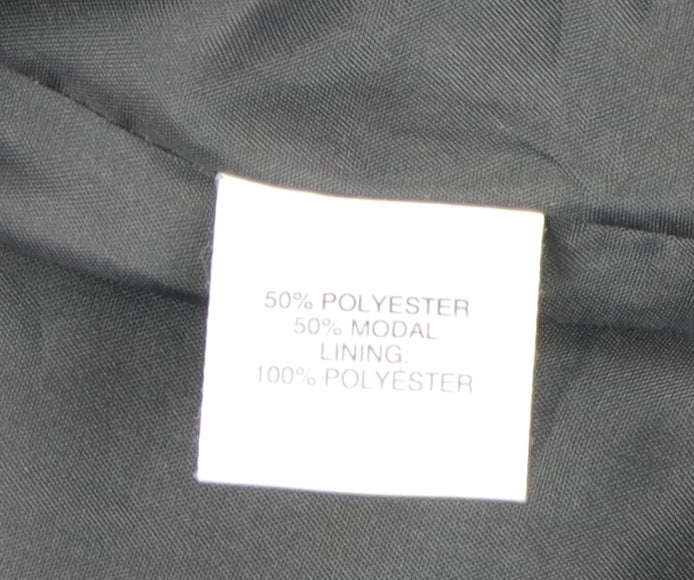 50% POLYESTER
50% MODAL
LINING:
100% POLYESTER